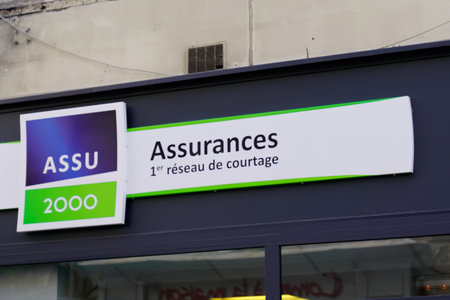 ASSU
2000
Assurances
1er réseau de courtage